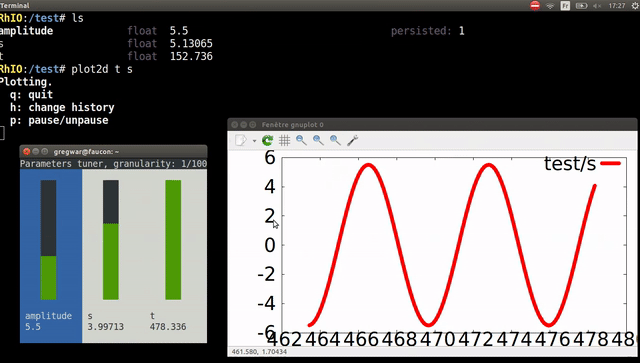 Terminal
Fr
17:27
RhIO:/test# ls
amplitude float 5.5 persisted: 1
s float 5.13065
t float 152.736
RhIO:/test# plot2d t s
Plotting.
q: quit
h: change history
p: pause/unpause
Fenêtre gnuplot 0
gregwar@faucon: ~
Parameters tuner, granularity: 1/100
amplitude s t
5.5 3.99713 478.336
test/s
6
4
2
0
-2
-4
-6
462 464 466 468 470 472 474 476 478 48
461.580, 1.70434